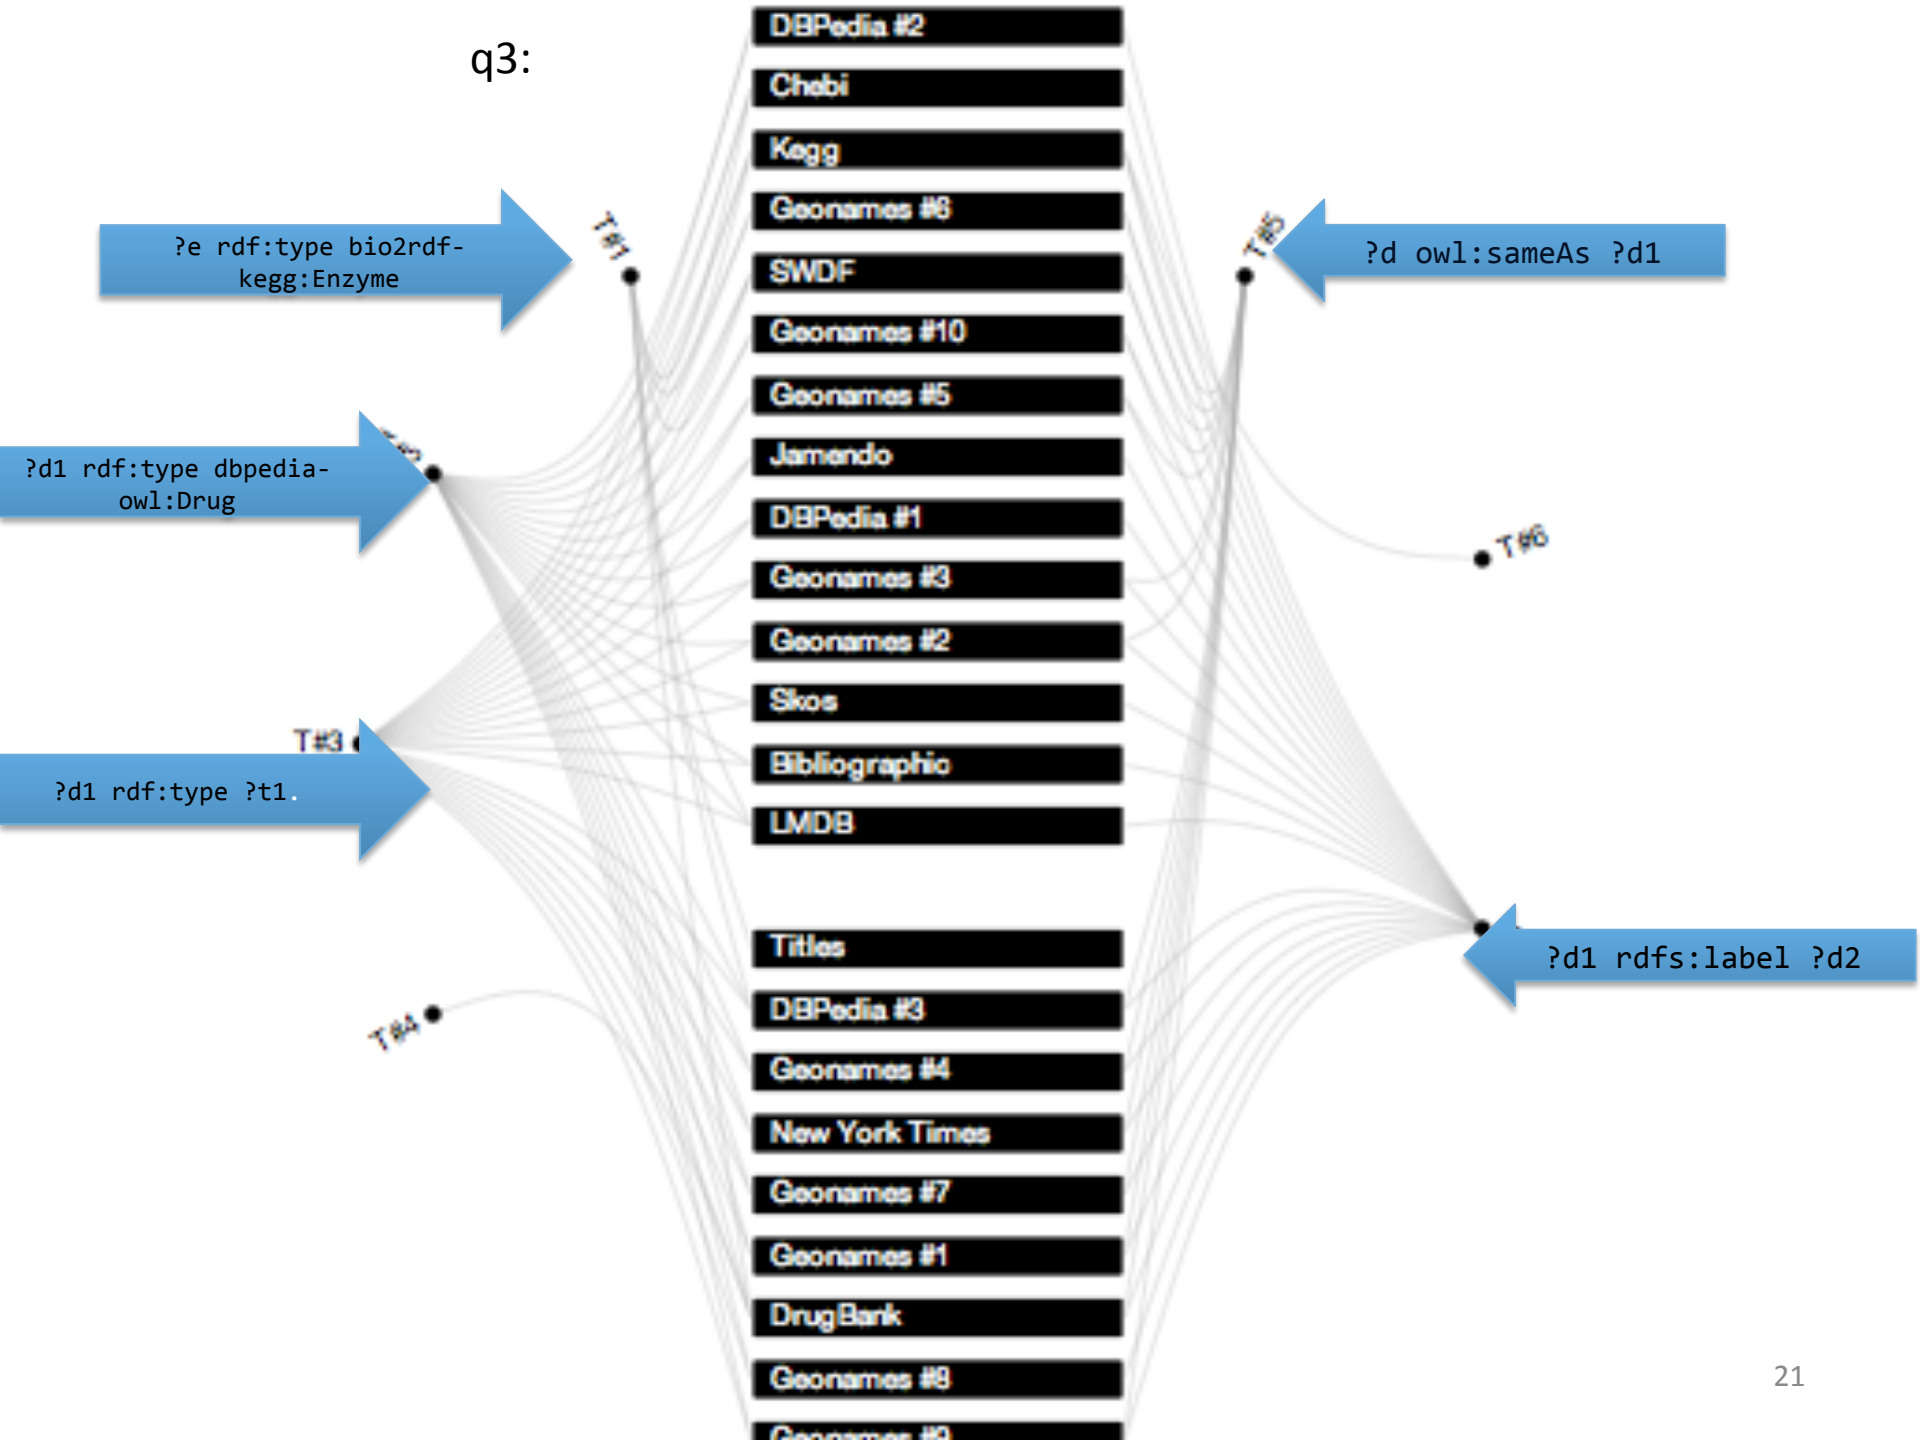 q3:
DBPedia #2
Chebi
Kegg
Geonames #6
SWDF
Geonames #10
Geonames #5
Jamendo
DBPedia #1
Geonames #3
Geonames #2
Skos
Bibliographic
LMDB
Titles
DBPedia #3
Geonames #4
New York Times
Geonames #7
Geonames #1
DrugBank
Geonames #8
Geonames #9
T#1
?e rdf:type bio2rdf-
kegg:Enzyme
?d1 rdf:type dbpedia-
owl:Drug
T#3
?d1 rdf:type ?t1.
T#4
T#5
?d owl:sameAs ?d1
T#6
?d1 rdfs:label ?d2
21